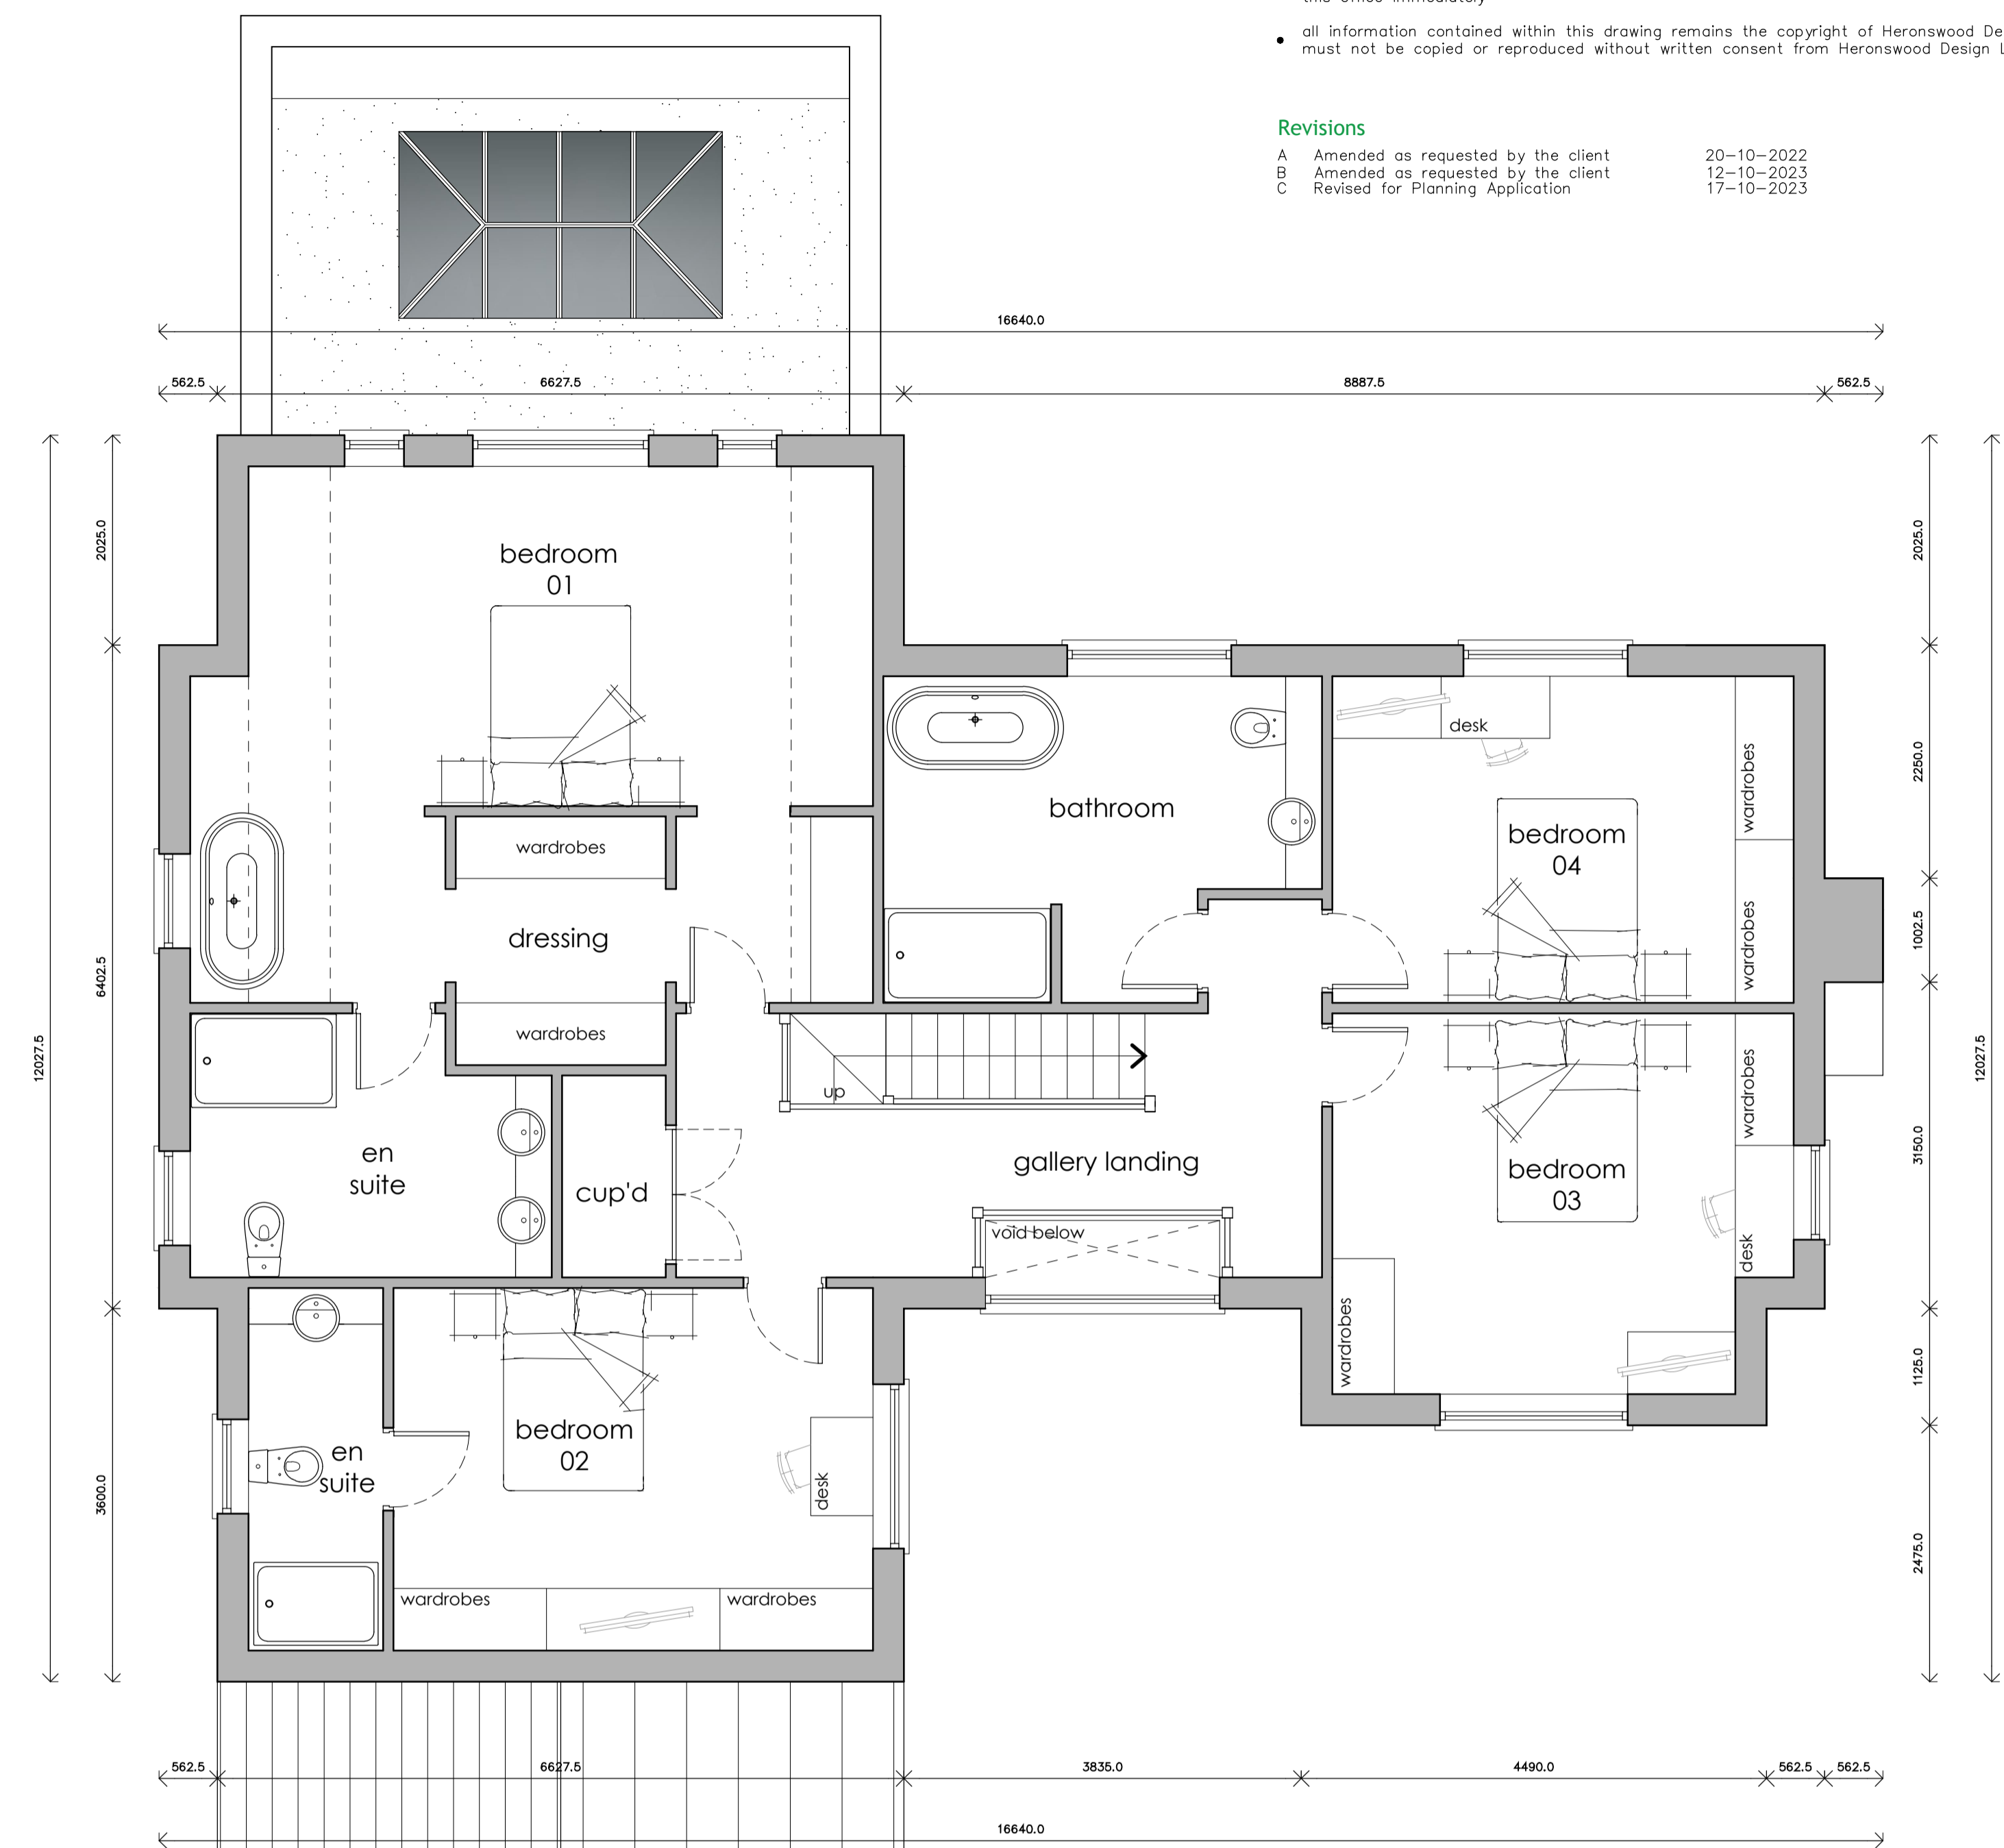 this office immediately
• all information contained within this drawing remains the copyright of Heronswood De
must not be copied or reproduced without written consent from Heronswood Design L
Revisions
A Amended as requested by the client 20-10-2022
B Amended as requested by the client 12-10-2023
C Revised for Planning Application 17-10-2023
16640.0
562.5 6627.5 8887.5 562.5
2025.0
2025.0
bedroom
01
desk
wardrobes
2250.0
bathroom
bedroom
04
wardrobes
wardrobes
dressing
1002.5
6402.5
wardrobes
12027.5
12027.5
up
wardrobes
en
suite
cup'd
gallery landing
3150.0
bedroom
03
void below
desk
wardrobes
1125.0
bedroom
02
en
suite
desk
3600.0
2475.0
wardrobes
wardrobes
562.5 6627.5 3835.0 4490.0 562.5 562.5
16640.0